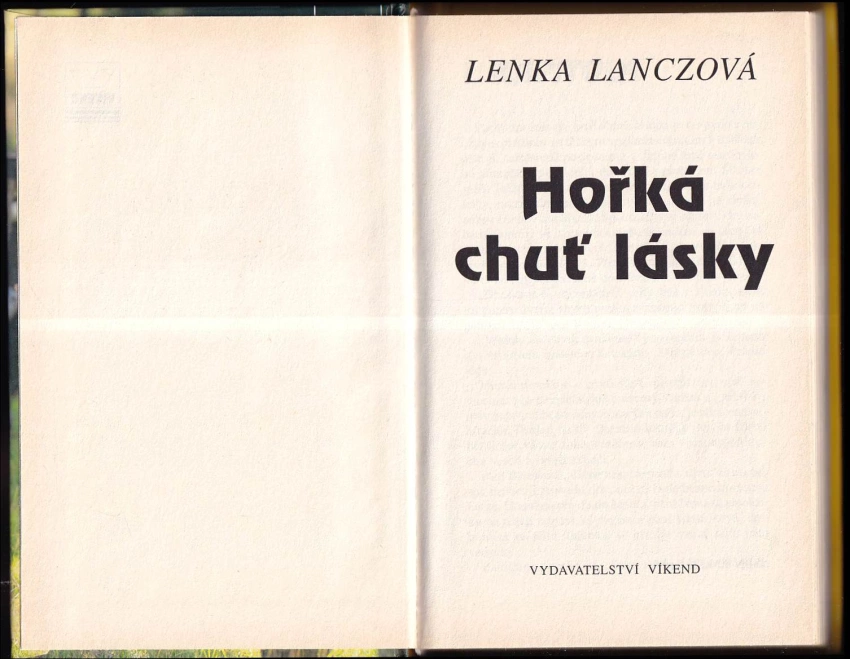 LENKA LANCZOVÁ
Hořká
chuť lásky
VYDAVATELSTVÍ VÍKEND